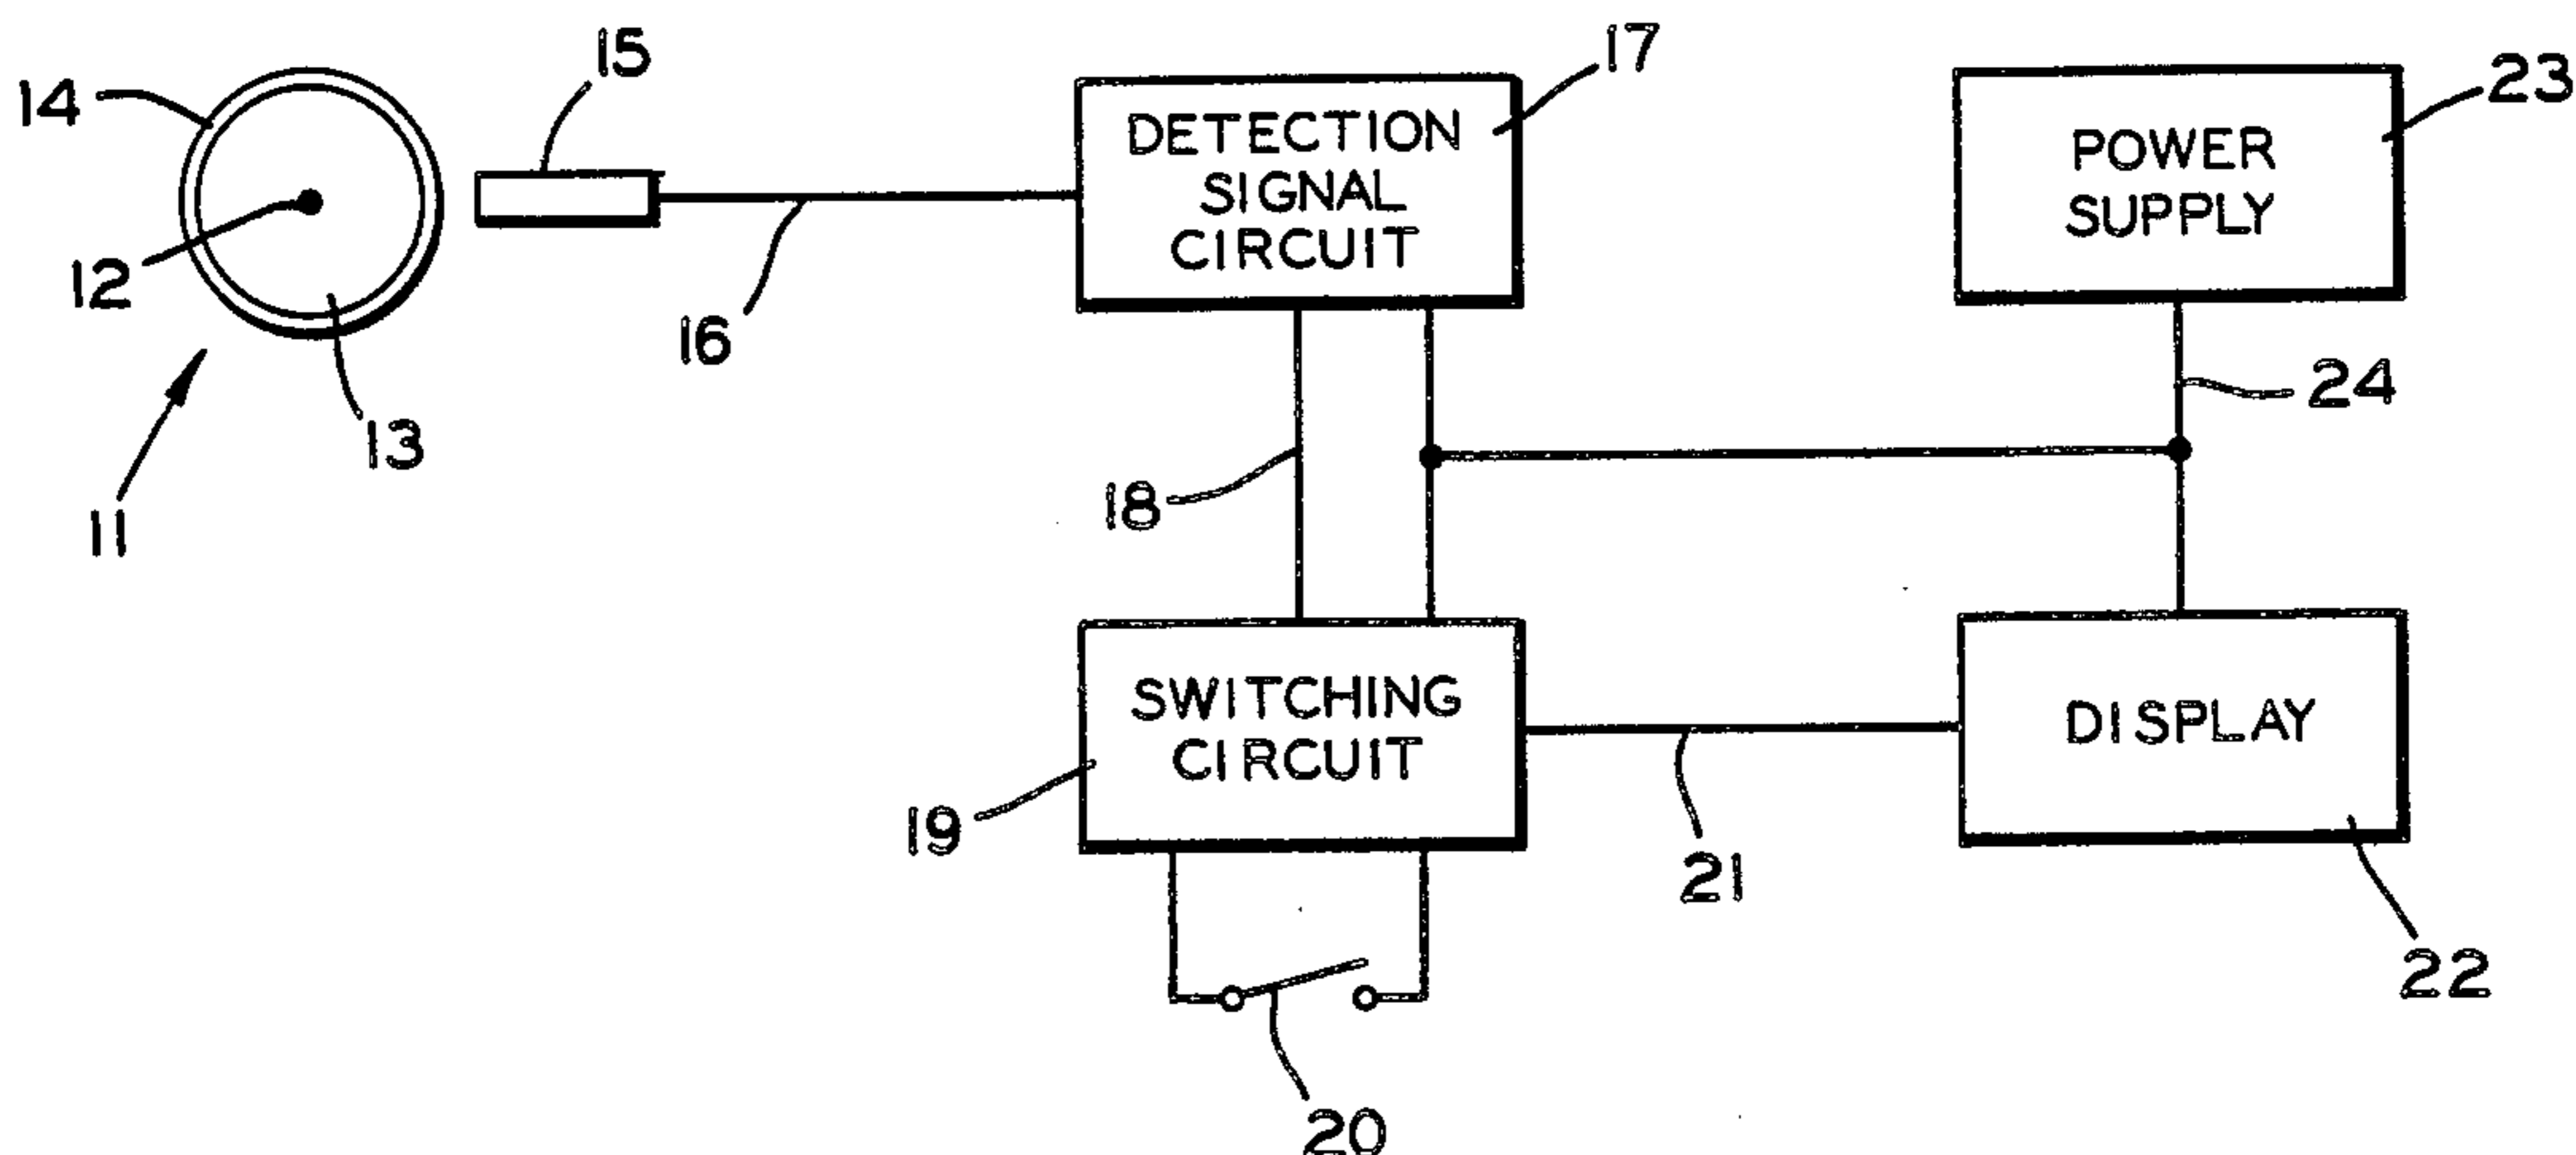 14
15
17
23
DETECTION
SIGNAL
CIRCUIT
POWER
SUPPLY
12
16
13
24
11
18
SWITCHING
CIRCUIT
DISPLAY
19
21
22
20